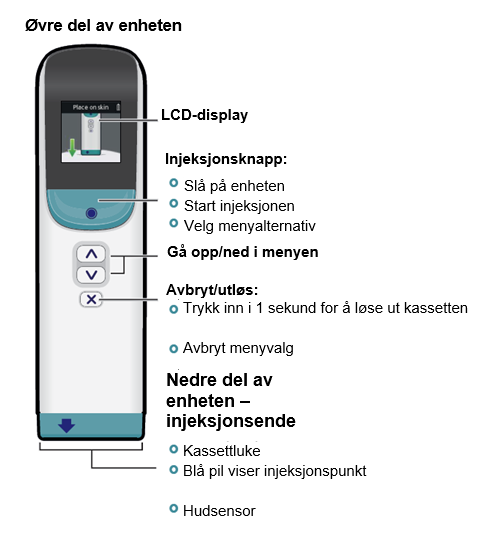 Øvre del av enheten
Place on skin
LCD-display
Injeksjonsknapp:
Slå på enheten
Start injeksjonen
Velg menyalternativ
Gå opp/ned i menyen
Avbryt/utløs:
Trykk inn i 1 sekund for å løse ut kassetten
Avbryt menyvalg
Nedre del av
enheten –
injeksjonsende
Kassettluke
Blå pil viser injeksjonspunkt
Hudsensor